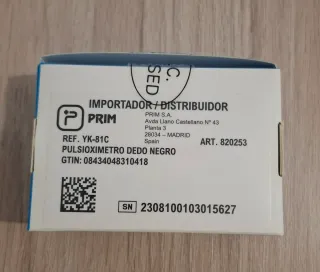 C.
SED
IMPORTADOR / DISTRIBUIDOR
PRIM
PRIM S.A.
Avda Llano Castellano Nº 43
Planta 3
28034 – MADRID
Spain
REF. YK-81C
ART. 820253
PULSIOXIMETRO DEDO NEGRO
GTIN: 08434048310418
SN 2308100103015627